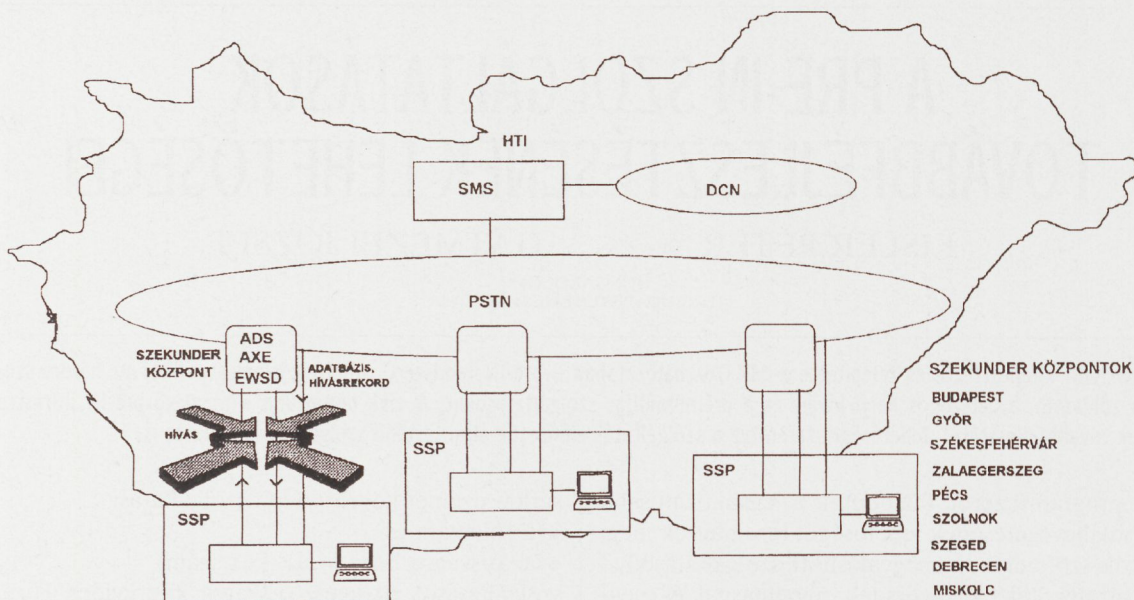 HTI
SMS
DCN
PSTN
SZEKUNDER
KÖZPONT
ADS
AXE
EWSD
ADATBÁZIS,
HÍVÁSREKORD
HÍVÁS
SSP
SSP
SSP
SZEKUNDER KÖZPONTOK
BUDAPEST
GYŐR
SZÉKESFEHÉRVÁR
ZALAEGERSZEG
PÉCS
SZOLNOK
SZEGED
DEBRECEN
MISKOLC